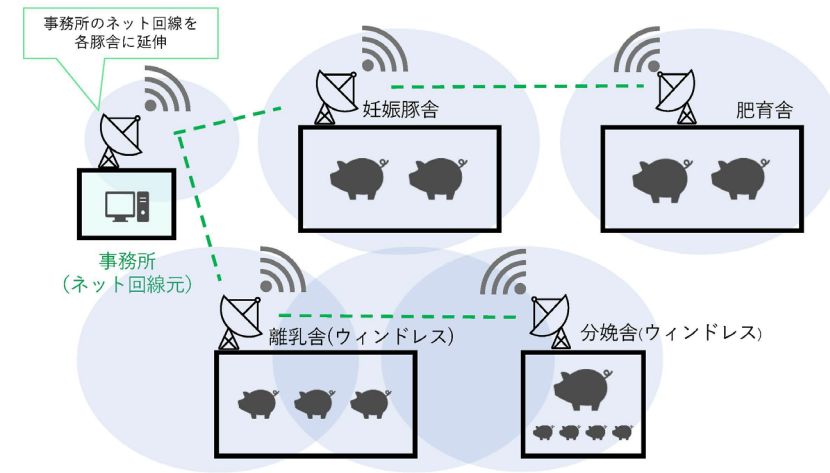 事務所のネット回線を
各豚舎に延伸
妊娠豚舎
肥育舎
事務所
(ネット回線元)
離乳舎(ウィンドレス)
分娩舎(ウィンドレス)